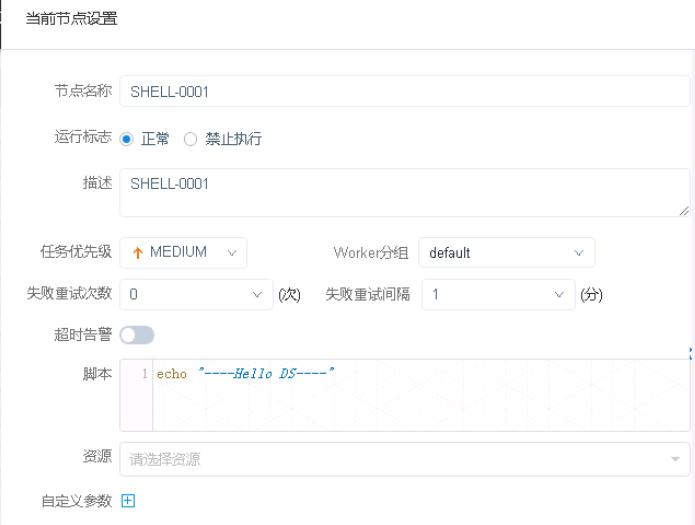 当前节点设置
节点名称 SHELL-0001
运行标志 正常 禁止执行
描述 SHELL-0001
任务优先级 MEDIUM Worker分组 default
失败重试次数 0 (次) 失败重试间隔 1 (分)
超时告警
脚本 1 echo "----Hello DS----"
资源 请选择资源
自定义参数